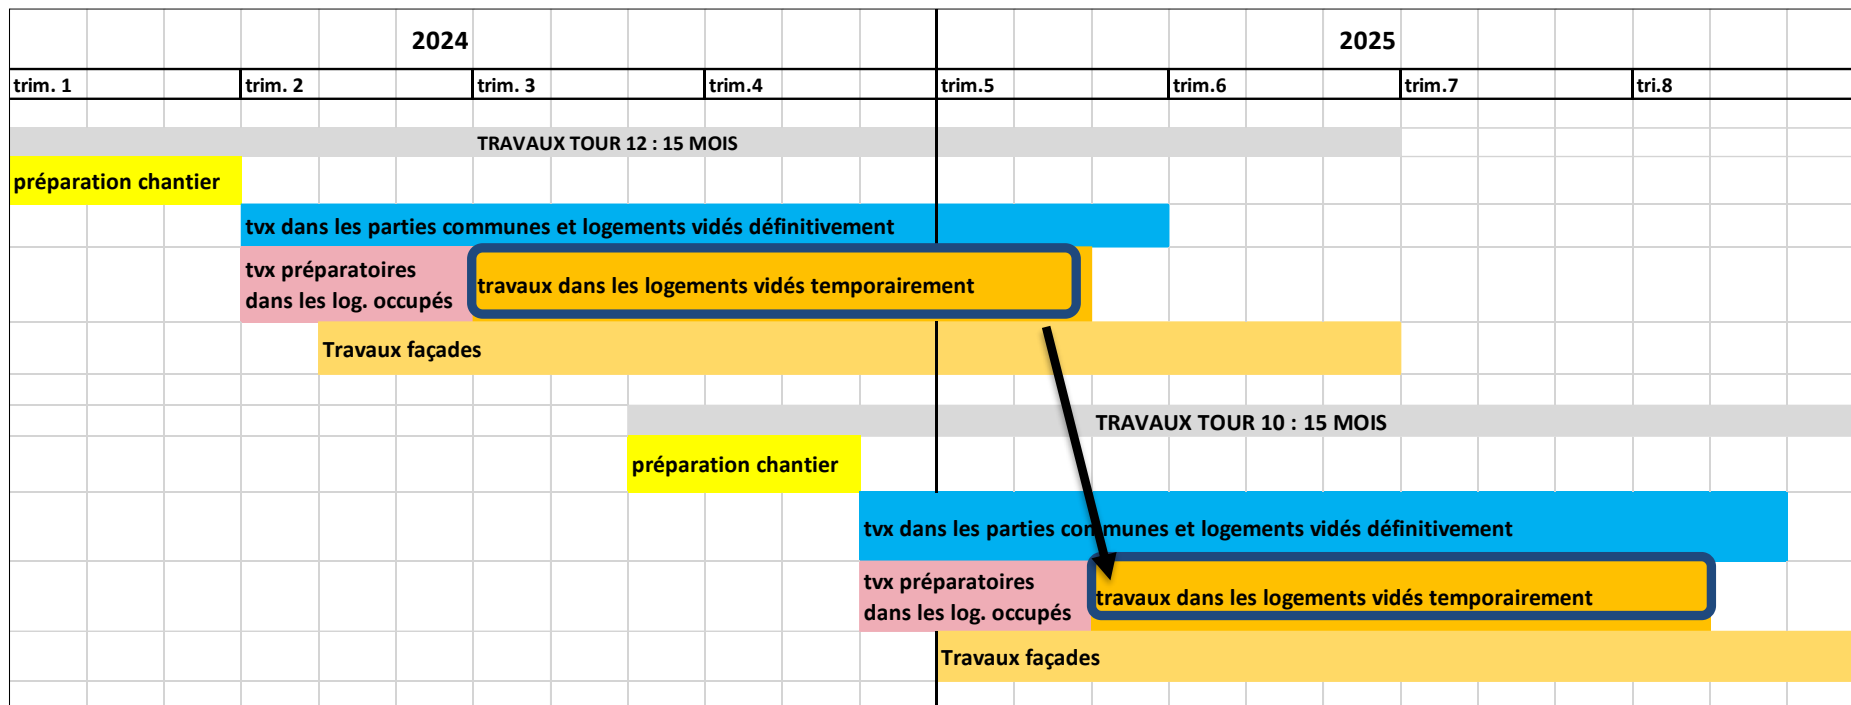 2024 2025
trim. 1 trim. 2 trim. 3 trim.4 trim.5 trim.6 trim.7 tri.8
TRAVAUX TOUR 12 : 15 MOIS
préparation chantier
tvx dans les parties communes et logements vidés définitivement
tvx préparatoires
dans les log. occupés
travaux dans les logements vidés temporairement
Travaux façades
TRAVAUX TOUR 10 : 15 MOIS
préparation chantier
tvx dans les parties communes et logements vidés définitivement
tvx préparatoires
dans les log. occupés
travaux dans les logements vidés temporairement
Travaux façades